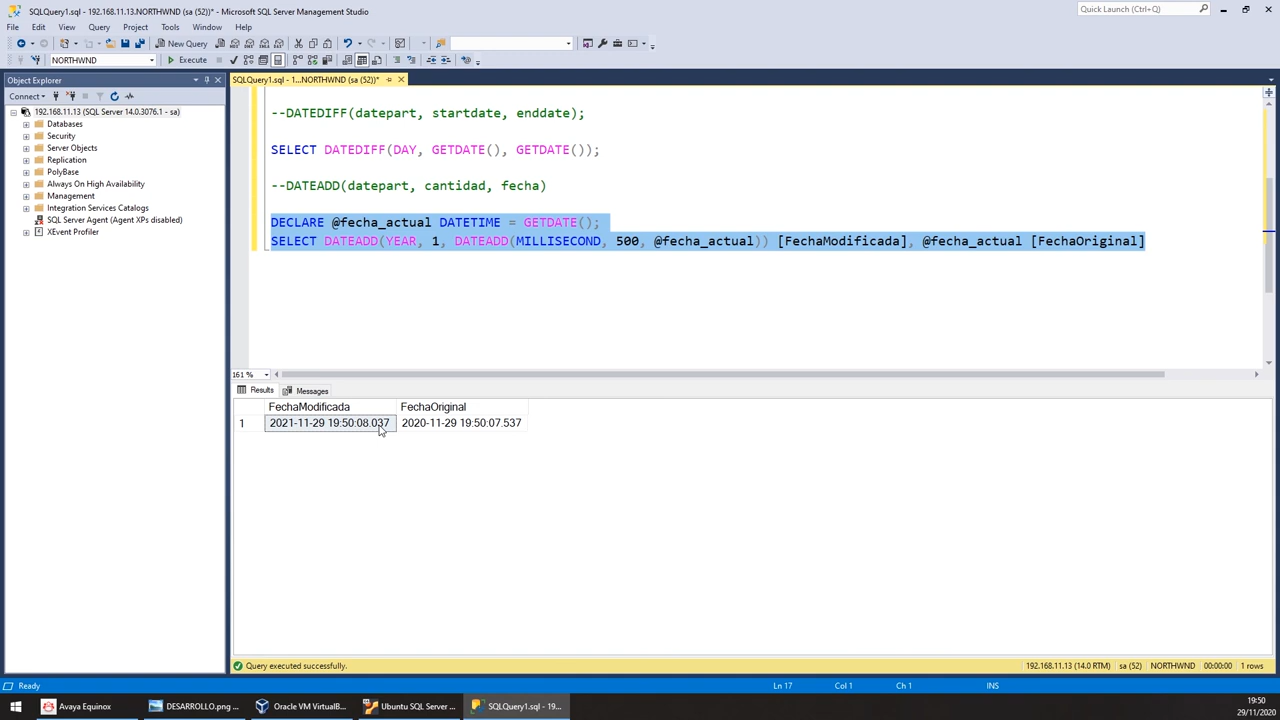 SQLQuery1.sql - 192.168.11.13.NORTHWND (sa (52))* - Microsoft SQL Server Management Studio
Quick Launch (Ctrl+Q)
File Edit View Query Project Tools Window Help
New Query
NORTHWND Execute
Object Explorer
SQLQuery1.sql - 1...NORTHWND (sa (52))*
Connect
192.168.11.13 (SQL Server 14.0.3076.1 - sa)
Databases
Security
Server Objects
Replication
PolyBase
Always On High Availability
Management
Integration Services Catalogs
SQL Server Agent (Agent XPs disabled)
XEvent Profiler
--DATEDIFF(datepart, startdate, enddate);
SELECT DATEDIFF(DAY, GETDATE(), GETDATE());
--DATEADD(datepart, cantidad, fecha)
DECLARE @fecha_actual DATETIME = GETDATE();
SELECT DATEADD(YEAR, 1, DATEADD(MILLISECOND, 500, @fecha_actual)) [FechaModificada], @fecha_actual [FechaOriginal]
161 %
Results Messages
FechaModificada FechaOriginal
1 2021-11-29 19:50:08.037 2020-11-29 19:50:07.537
Query executed successfully. 192.168.11.13 (14.0 RTM) sa (52) NORTHWND 00:00:00 1 rows
Ready Ln 17 Col 1 Ch 1 INS
Avaya Equinox DESARROLLO.png ... Oracle VM VirtualB... Ubuntu SQL Server ... SQLQuery1.sql - 19...
19:50
29/11/2020